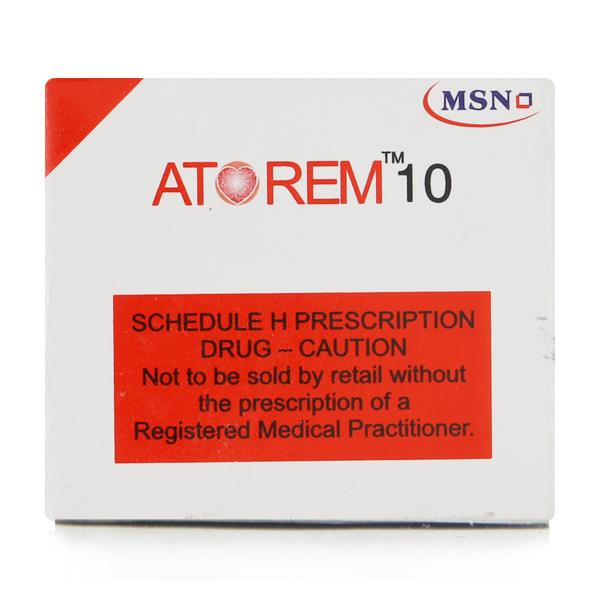 MSN
ATOREM™10
SCHEDULE H PRESCRIPTION
DRUG – CAUTION
Not to be sold by retail without
the prescription of a
Registered Medical Practitioner.